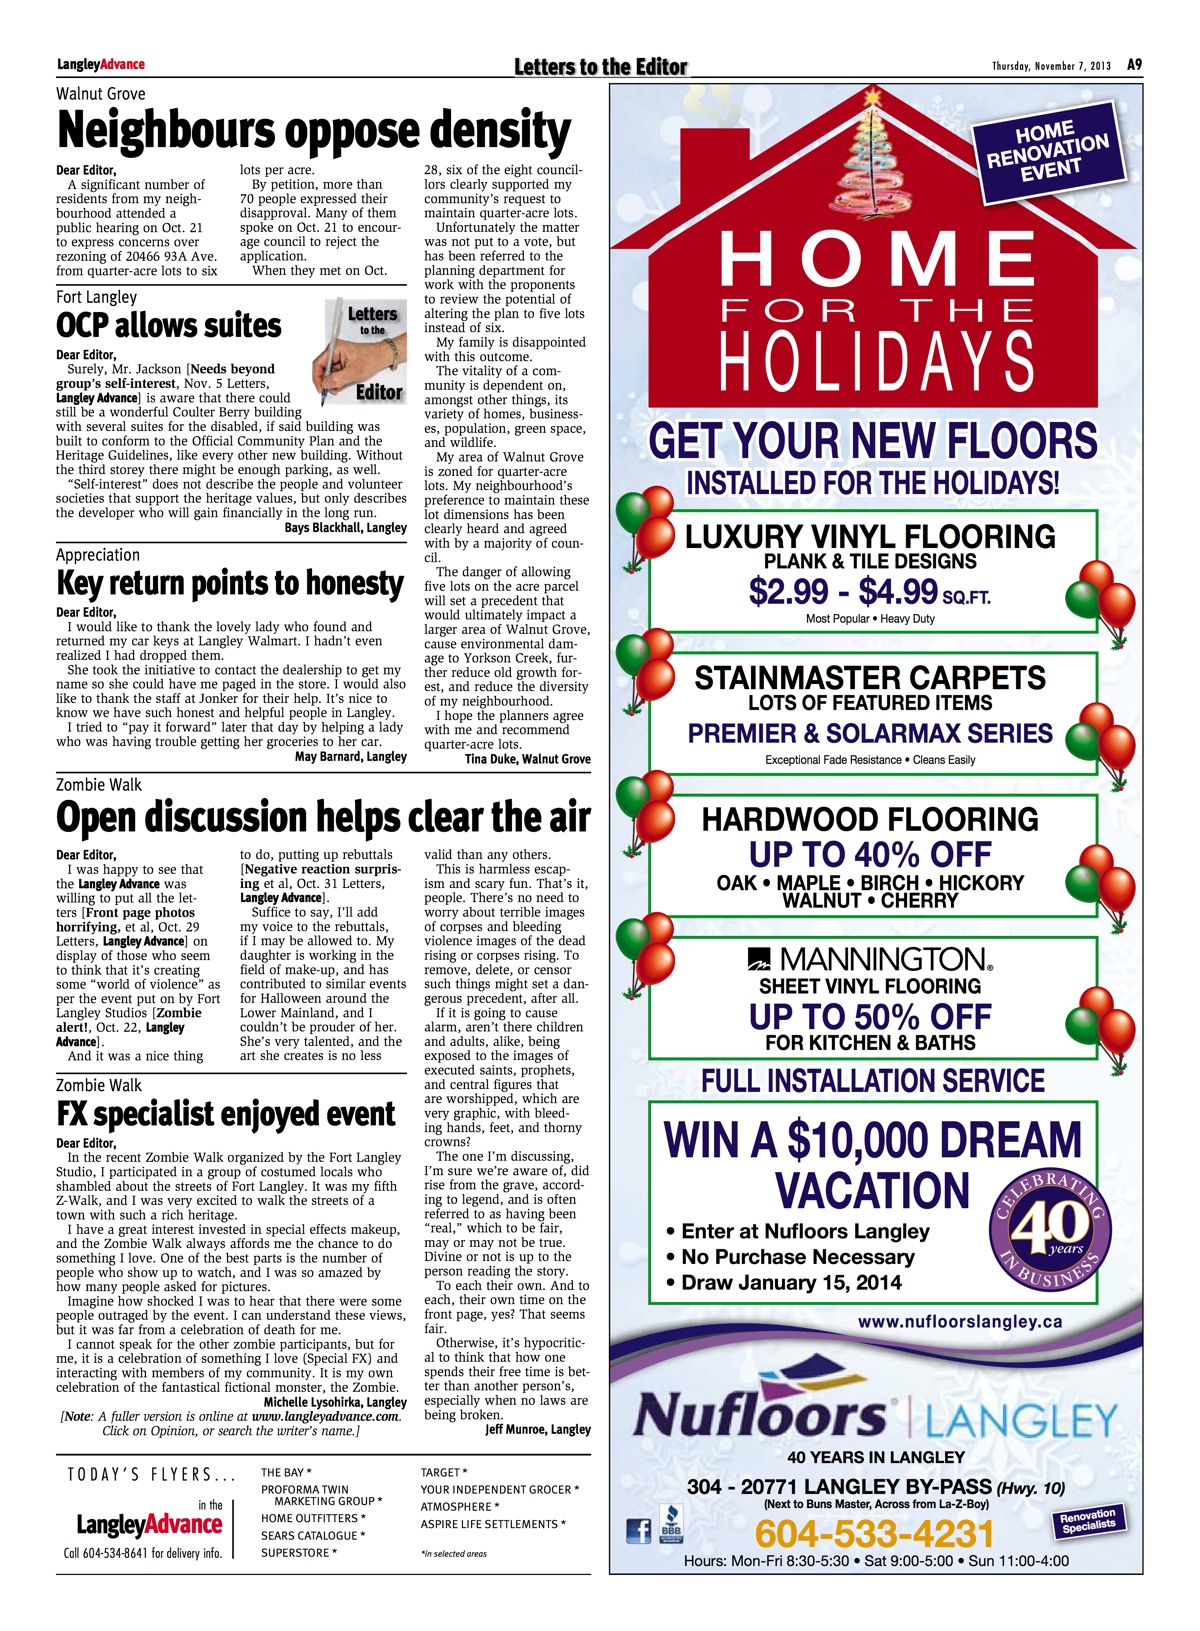 LangleyAdvance
Letters to the Editor
Thursday, November 7, 2013 A9
Walnut Grove
Neighbours oppose density
Dear Editor,
A significant number of
residents from my neigh-
bourhood attended a
public hearing on Oct. 21
to express concerns over
rezoning of 20466 93A Ave.
from quarter-acre lots to six
lots per acre.
By petition, more than
70 people expressed their
disapproval. Many of them
spoke on Oct. 21 to encour-
age council to reject the
application.
When they met on Oct.
28, six of the eight council-
lors clearly supported my
community's request to
maintain quarter-acre lots.
Unfortunately the matter
was not put to a vote, but
has been referred to the
planning department for
work with the proponents
to review the potential of
altering the plan to five lots
instead of six.
My family is disappointed
with this outcome.
The vitality of a com-
munity is dependent on,
amongst other things, its
variety of homes, business-
es, population, green space,
and wildlife.
My area of Walnut Grove
is zoned for quarter-acre
lots. My neighbourhood's
preference to maintain these
lot dimensions has been
clearly heard and agreed
with by a majority of coun-
cil.
The danger of allowing
five lots on the acre parcel
will set a precedent that
would ultimately impact a
larger area of Walnut Grove,
cause environmental dam-
age to Yorkson Creek, fur-
ther reduce old growth for-
est, and reduce the diversity
of my neighbourhood.
I hope the planners agree
with me and recommend
quarter-acre lots.
Tina Duke, Walnut Grove
Fort Langley
OCP allows suites
Letters
to the
Editor
Dear Editor,
Surely, Mr. Jackson [Needs beyond
group's self-interest, Nov. 5 Letters,
Langley Advance] is aware that there could
still be a wonderful Coulter Berry building
with several suites for the disabled, if said building was
built to conform to the Official Community Plan and the
Heritage Guidelines, like every other new building. Without
the third storey there might be enough parking, as well.
"Self-interest" does not describe the people and volunteer
societies that support the heritage values, but only describes
the developer who will gain financially in the long run.
Bays Blackhall, Langley
Appreciation
Key return points to honesty
Dear Editor,
I would like to thank the lovely lady who found and
returned my car keys at Langley Walmart. I hadn't even
realized I had dropped them.
She took the initiative to contact the dealership to get my
name so she could have me paged in the store. I would also
like to thank the staff at Jonker for their help. It's nice to
know we have such honest and helpful people in Langley.
I tried to "pay it forward" later that day by helping a lady
who was having trouble getting her groceries to her car.
May Barnard, Langley
Zombie Walk
Open discussion helps clear the air
Dear Editor,
I was happy to see that
the Langley Advance was
willing to put all the let-
ters [Front page photos
horrifying, et al, Oct. 29
Letters, Langley Advance] on
display of those who seem
to think that it's creating
some "world of violence" as
per the event put on by Fort
Langley Studios [Zombie
alert!, Oct. 22, Langley
Advance].
And it was a nice thing
to do, putting up rebuttals
[Negative reaction surpris-
ing et al, Oct. 31 Letters,
Langley Advance].
Suffice to say, I'll add
my voice to the rebuttals,
if I may be allowed to. My
daughter is working in the
field of make-up, and has
contributed to similar events
for Halloween around the
Lower Mainland, and I
couldn't be prouder of her.
She's very talented, and the
art she creates is no less
valid than any others.
This is harmless escap-
ism and scary fun. That's it,
people. There's no need to
worry about terrible images
of corpses and bleeding
violence images of the dead
rising or corpses rising. To
remove, delete, or censor
such things might set a dan-
gerous precedent, after all.
If it is going to cause
alarm, aren't there children
and adults, alike, being
exposed to the images of
executed saints, prophets,
and central figures that
are worshipped, which are
very graphic, with bleed-
ing hands, feet, and thorny
crowns?
The one I'm discussing,
I'm sure we're aware of, did
rise from the grave, accord-
ing to legend, and is often
referred to as having been
"real," which to be fair,
may or may not be true.
Divine or not is up to the
person reading the story.
To each their own. And to
each, their own time on the
front page, yes? That seems
fair.
Otherwise, it's hypocritic-
al to think that how one
spends their free time is bet-
ter than another person's,
especially when no laws are
being broken.
Jeff Munroe, Langley
Zombie Walk
FX specialist enjoyed event
Dear Editor,
In the recent Zombie Walk organized by the Fort Langley
Studio, I participated in a group of costumed locals who
shambled about the streets of Fort Langley. It was my fifth
Z-Walk, and I was very excited to walk the streets of a
town with such a rich heritage.
I have a great interest invested in special effects makeup,
and the Zombie Walk always affords me the chance to do
something I love. One of the best parts is the number of
people who show up to watch, and I was so amazed by
how many people asked for pictures.
Imagine how shocked I was to hear that there were some
people outraged by the event. I can understand these views,
but it was far from a celebration of death for me.
I cannot speak for the other zombie participants, but for
me, it is a celebration of something I love (Special FX) and
interacting with members of my community. It is my own
celebration of the fantastical fictional monster, the Zombie.
Michelle Lysohirka, Langley
[Note: A fuller version is online at www.langleyadvance.com.
Click on Opinion, or search the writer's name.]
TODAY'S FLYERS...
in the
LangleyAdvance
Call 604-534-8641 for delivery info.
THE BAY *
PROFORMA TWIN
MARKETING GROUP *
HOME OUTFITTERS *
SEARS CATALOGUE *
SUPERSTORE *
TARGET *
YOUR INDEPENDENT GROCER *
ATMOSPHERE *
ASPIRE LIFE SETTLEMENTS *
*in selected areas
HOME
RENOVATION
EVENT
HOME
FOR THE
HOLIDAYS
GET YOUR NEW FLOORS
INSTALLED FOR THE HOLIDAYS!
LUXURY VINYL FLOORING
PLANK & TILE DESIGNS
$2.99 - $4.99 SQ.FT.
Most Popular • Heavy Duty
STAINMASTER CARPETS
LOTS OF FEATURED ITEMS
PREMIER & SOLARMAX SERIES
Exceptional Fade Resistance • Cleans Easily
HARDWOOD FLOORING
UP TO 40% OFF
OAK • MAPLE • BIRCH • HICKORY
WALNUT • CHERRY
MANNINGTON®
SHEET VINYL FLOORING
UP TO 50% OFF
FOR KITCHEN & BATHS
FULL INSTALLATION SERVICE
WIN A $10,000 DREAM
VACATION
• Enter at Nufloors Langley
• No Purchase Necessary
• Draw January 15, 2014
CELEBRATING
40
years
IN BUSINESS
www.nufloorslangley.ca
Nufloors | LANGLEY
40 YEARS IN LANGLEY
304 - 20771 LANGLEY BY-PASS (Hwy. 10)
(Next to Buns Master, Across from La-Z-Boy)
f
BBB
604-533-4231
Renovation
Specialists
Hours: Mon-Fri 8:30-5:30 • Sat 9:00-5:00 • Sun 11:00-4:00